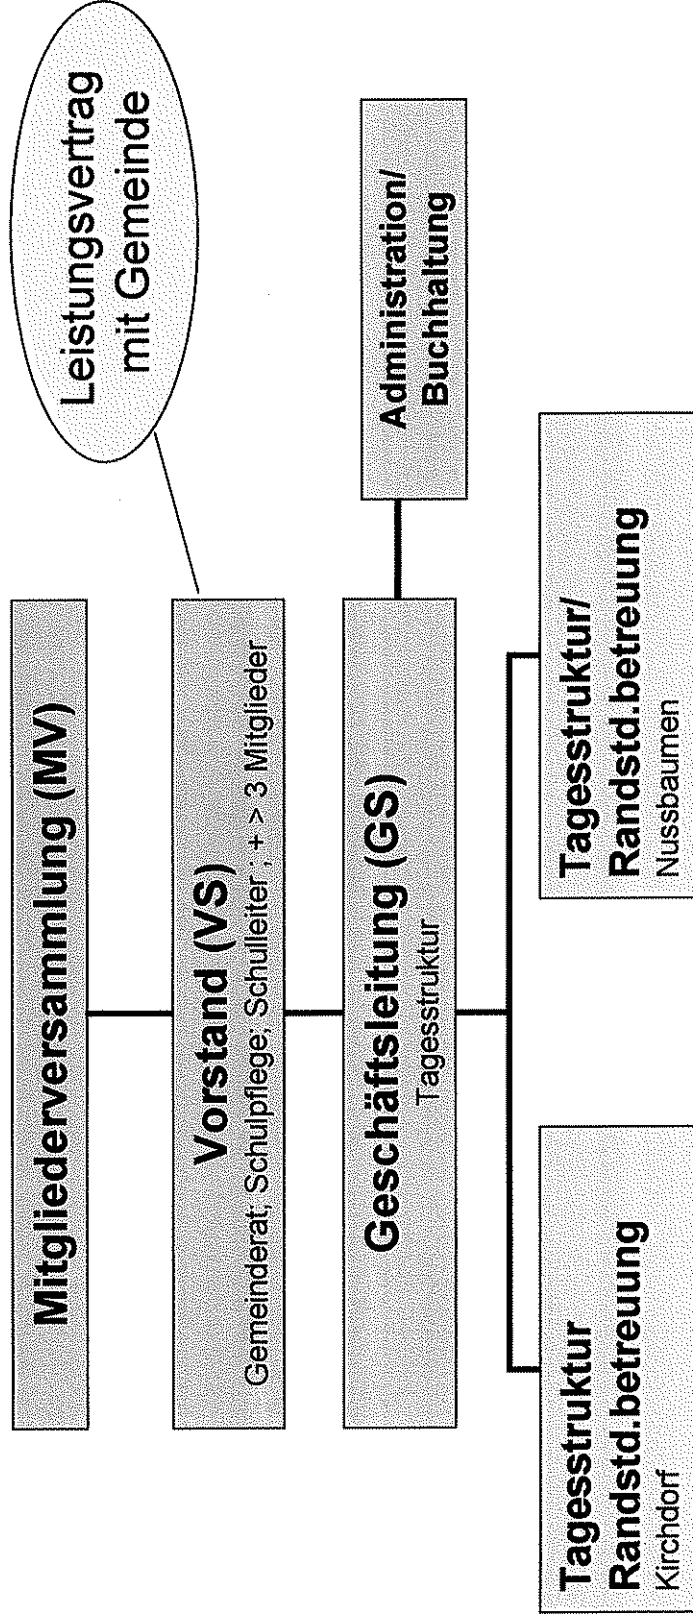 Mitgliederversammlung (MV)
Leistungsvertrag
mit Gemeinde
Vorstand (VS)
Gemeinderat; Schulpflege; Schulleiter ; + > 3 Mitglieder
Geschäftsleitung (GS)
Tagesstruktur
Administration/
Buchhaltung
Tagesstruktur
Randstd.betreuung
Kirchdorf
Tagesstruktur/
Randstd.betreuung
Nussbaumen